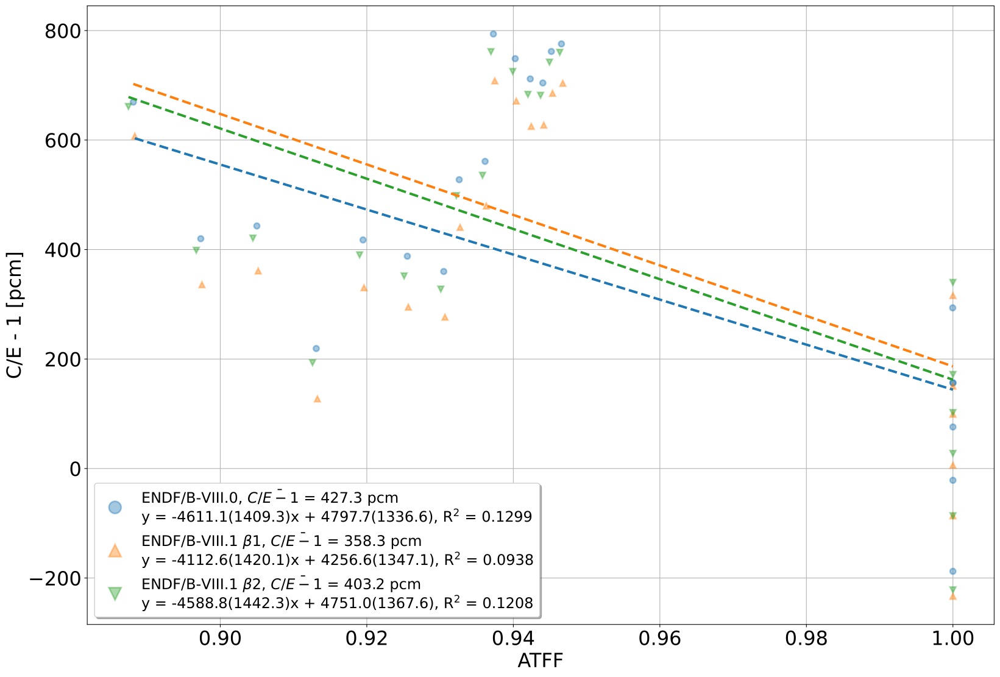 800
600
400
200
0
−200
C/E - 1 [pcm]
ENDF/B-VIII.0, C/E ¯− 1 = 427.3 pcm
y = -4611.1(1409.3)x + 4797.7(1336.6), R² = 0.1299
ENDF/B-VIII.1 β1, C/E ¯− 1 = 358.3 pcm
y = -4112.6(1420.1)x + 4256.6(1347.1), R² = 0.0938
ENDF/B-VIII.1 β2, C/E ¯− 1 = 403.2 pcm
y = -4588.8(1442.3)x + 4751.0(1367.6), R² = 0.1208
0.90 0.92 0.94 0.96 0.98 1.00
ATFF